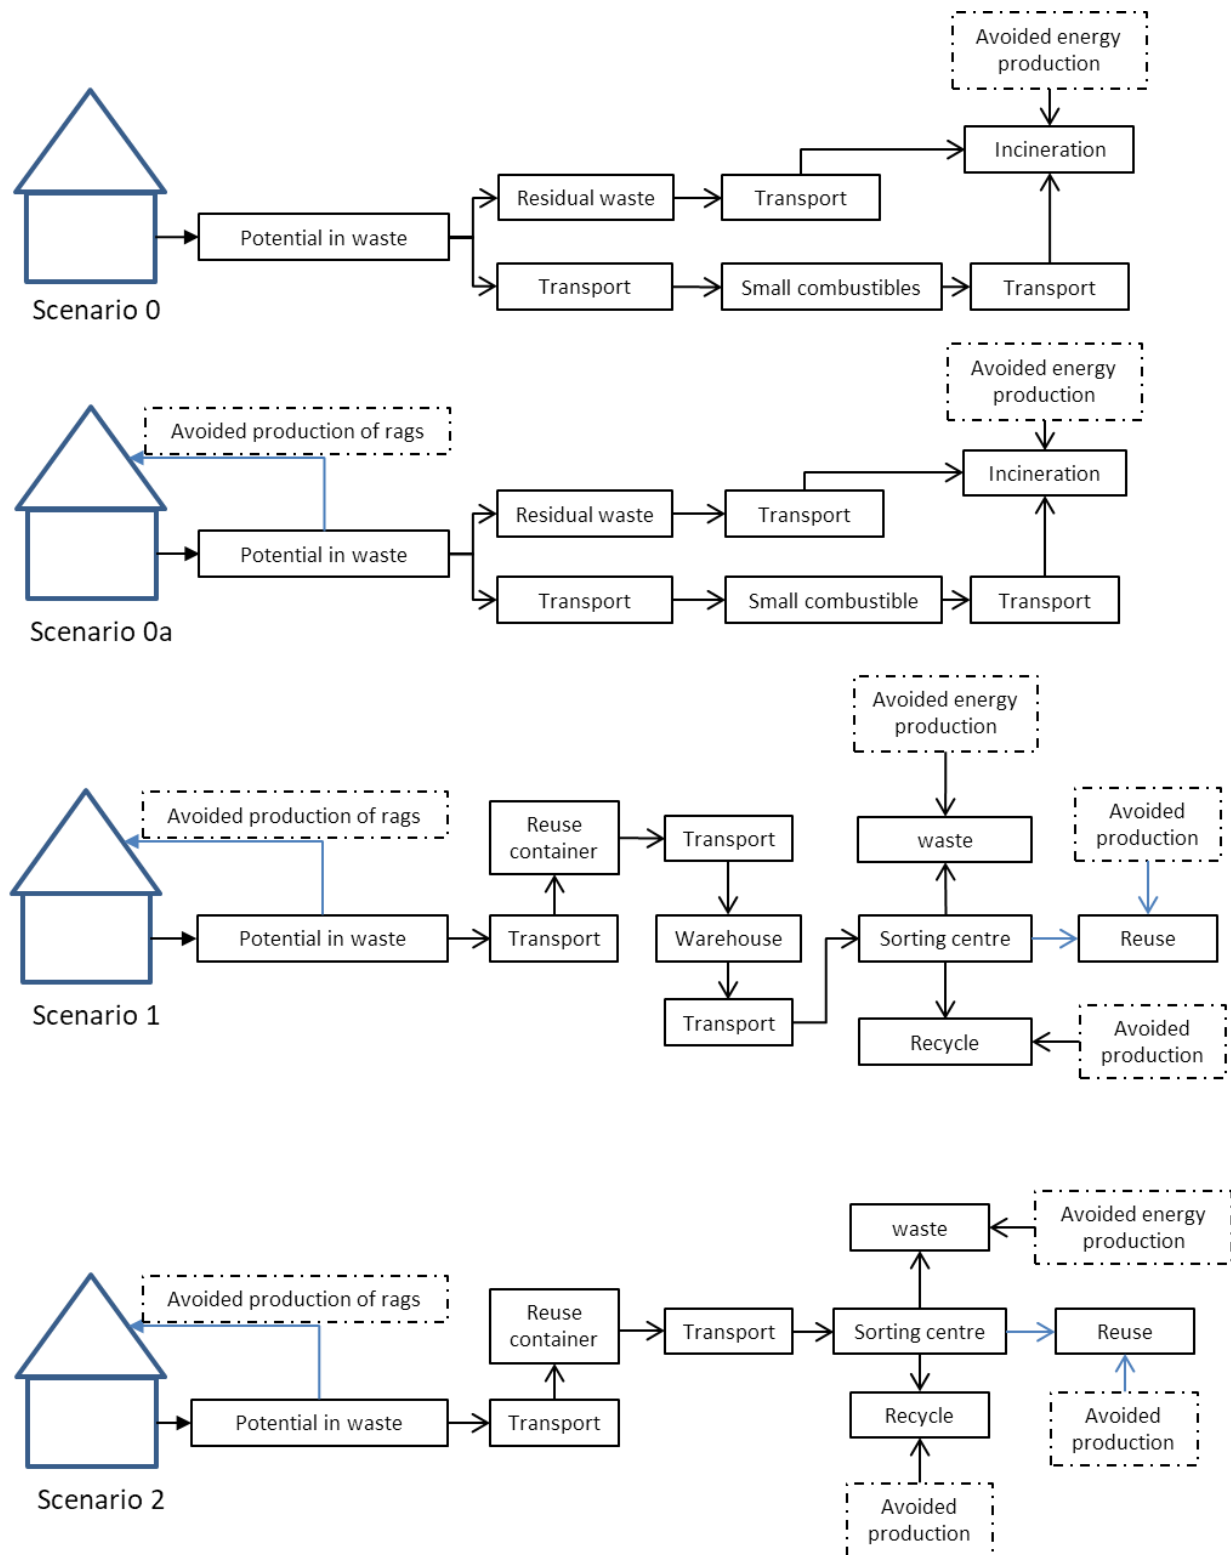 Avoided energy
production
Incineration
Residual waste
Transport
Potential in waste
Transport
Small combustibles
Transport
Scenario 0
Avoided energy
production
Avoided production of rags
Incineration
Residual waste
Transport
Potential in waste
Transport
Small combustible
Transport
Scenario 0a
Avoided energy
production
Avoided production of rags
Reuse
container
Transport
waste
Avoided
production
Potential in waste
Transport
Warehouse
Sorting centre
Reuse
Scenario 1
Transport
Recycle
Avoided
production
waste
Avoided energy
production
Avoided production of rags
Reuse
container
Transport
Sorting centre
Reuse
Potential in waste
Transport
Recycle
Avoided
production
Scenario 2
Avoided
production